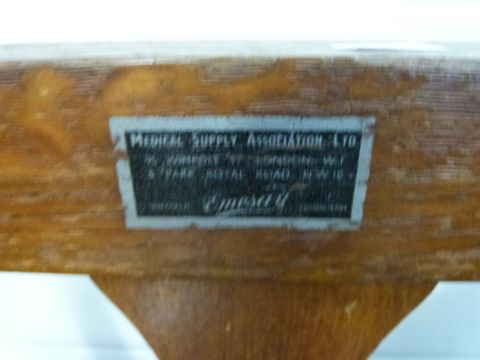 MEDICAL SUPPLY ASSOCIATION LTD
WIMPOLE ST LONDON. W.1
& PARK ROYAL ROAD. N.W.10
Emesay